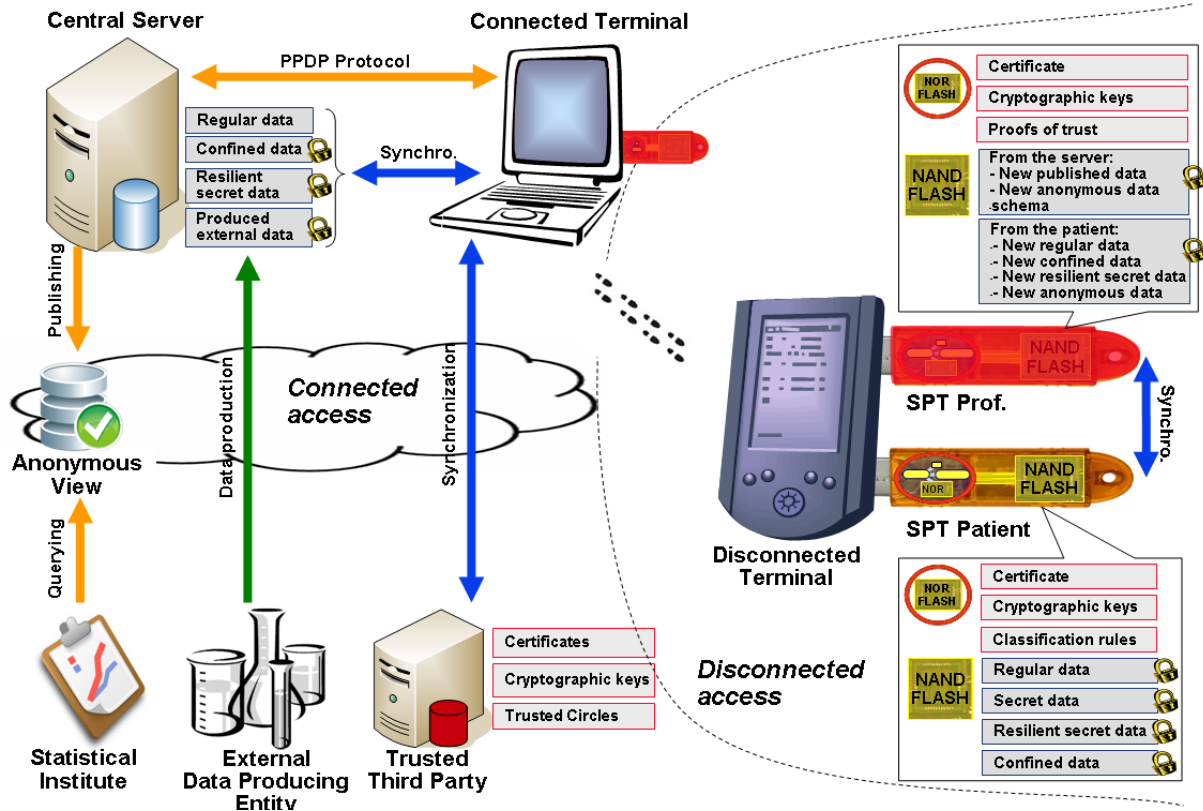 Central Server
Connected Terminal
PPDP Protocol
Regular data
Confined data
Resilient
secret data
Produced
external data
Synchro.
Publishing
Connected
access
Data production
Synchronization
Anonymous
View
Querying
Statistical
Institute
External
Data Producing
Entity
Certificates
Cryptographic keys
Trusted Circles
Trusted
Third Party
NOR
FLASH
Certificate
Cryptographic keys
Proofs of trust
NAND
FLASH
From the server:
- New published data
- New anonymous data
schema
From the patient:
- New regular data
- New confined data
- New resilient secret data
- New anonymous data
NAND
FLASH
SPT Prof.
Synchro.
NOR
NAND
FLASH
SPT Patient
Disconnected
Terminal
Disconnected
access
NOR
FLASH
Certificate
Cryptographic keys
Classification rules
NAND
FLASH
Regular data
Secret data
Resilient secret data
Confined data